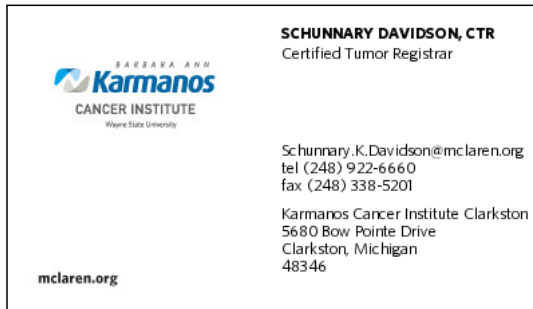 BARBARA ANN
Karmanos
CANCER INSTITUTE
Wayne State University
mclaren.org
SCHUNNARY DAVIDSON, CTR
Certified Tumor Registrar
Schunnary.K.Davidson@mclaren.org
tel (248) 922-6660
fax (248) 338-5201
Karmanos Cancer Institute Clarkston
5680 Bow Pointe Drive
Clarkston, Michigan
48346